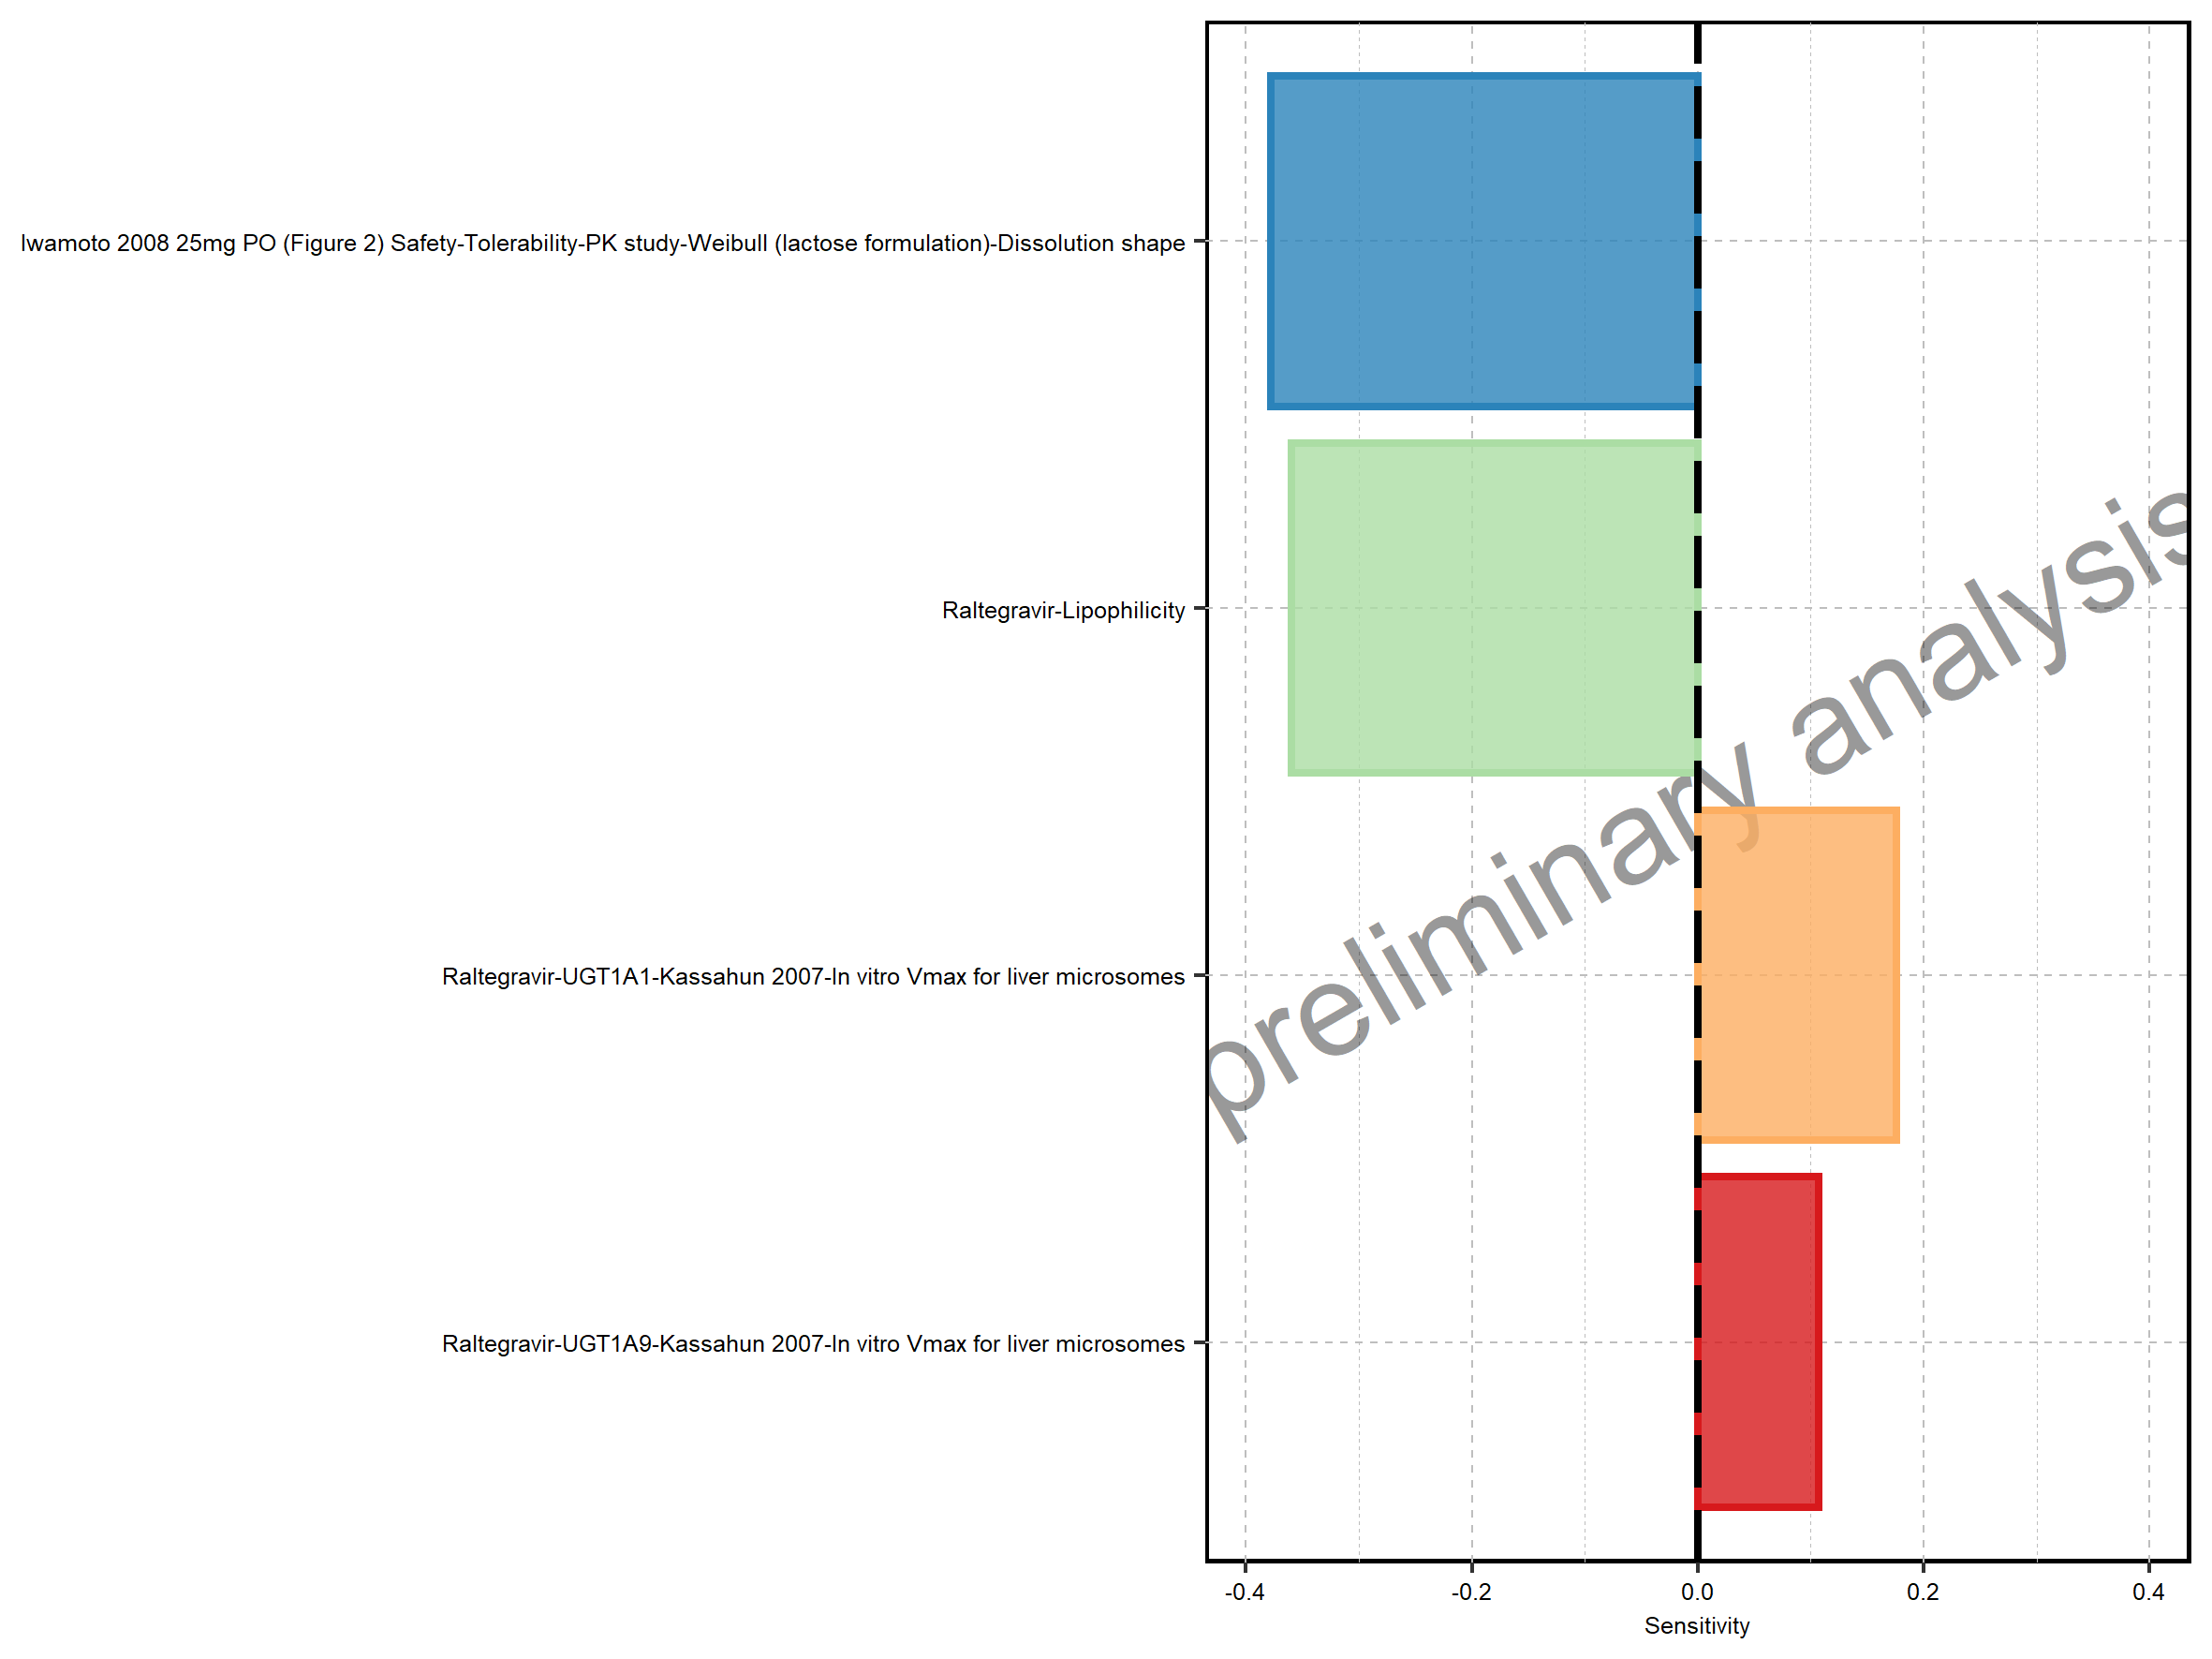 Iwamoto 2008 25mg PO (Figure 2) Safety-Tolerability-PK study-Weibull (lactose formulation)-Dissolution shape
Raltegravir-Lipophilicity
preliminary analysis
Raltegravir-UGT1A1-Kassahun 2007-In vitro Vmax for liver microsomes
Raltegravir-UGT1A9-Kassahun 2007-In vitro Vmax for liver microsomes
-0.4 -0.2 0.0 0.2 0.4
Sensitivity